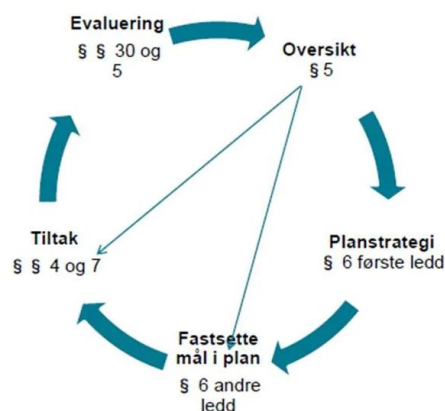 Evaluering
§ § 30 og
5
Oversikt
§ 5
Planstrategi
§ 6 første ledd
Fastsette
mål i plan
§ 6 andre
ledd
Tiltak
§ § 4 og 7